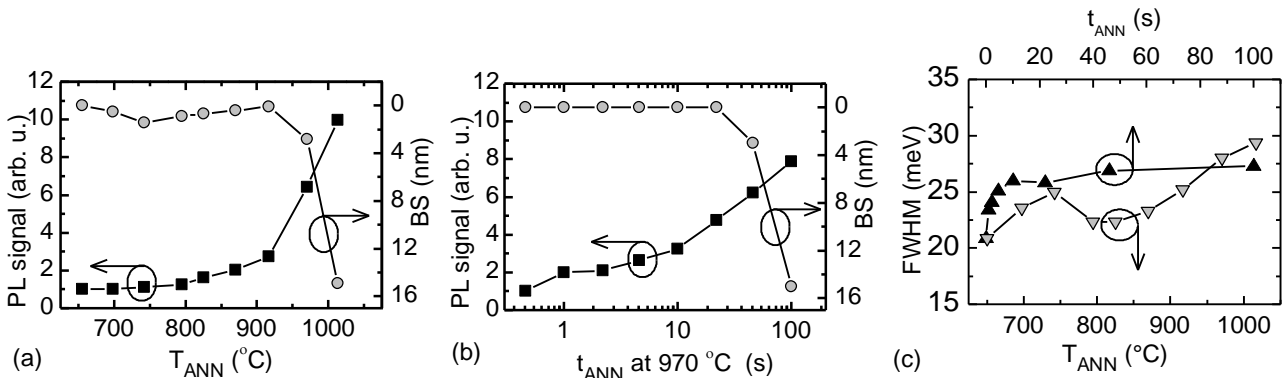 12
10
8
6
4
2
0
PL signal (arb. u.)
700 800 900 1000
T_ANN (°C)
0
4
8
12
16
BS (nm)
(a)
12
10
8
6
4
2
0
PL signal (arb. u.)
1 10 100
t_ANN at 970 °C (s)
0
4
8
12
16
BS (nm)
(b)
t_ANN (s)
0 20 40 60 80 100
35
30
25
20
15
FWHM (meV)
700 800 900 1000
T_ANN (°C)
(c)